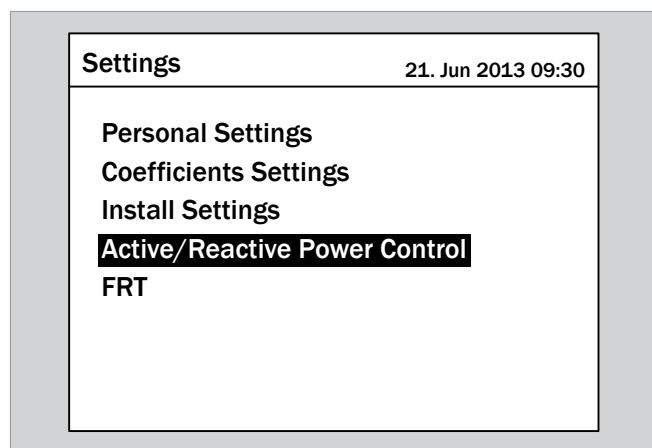 Settings
21. Jun 2013 09:30
Personal Settings
Coefficients Settings
Install Settings
Active/Reactive Power Control
FRT